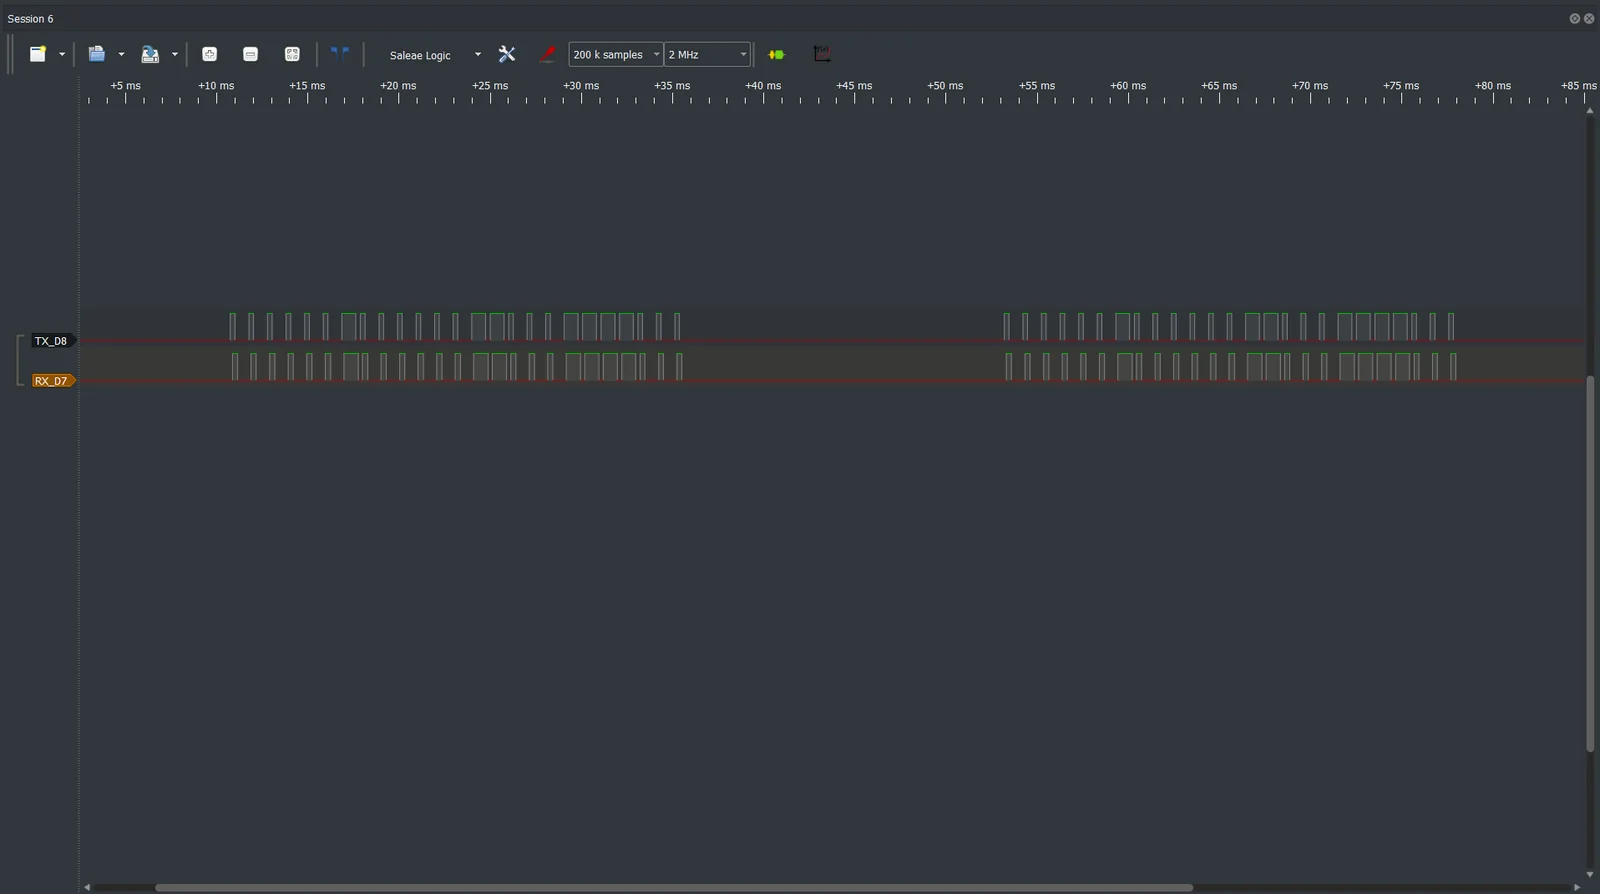 Session 6
Saleae Logic
200 k samples
2 MHz
+5 ms +10 ms +15 ms +20 ms +25 ms +30 ms +35 ms +40 ms +45 ms +50 ms +55 ms +60 ms +65 ms +70 ms +75 ms +80 ms +85 ms
TX_D8
RX_D7